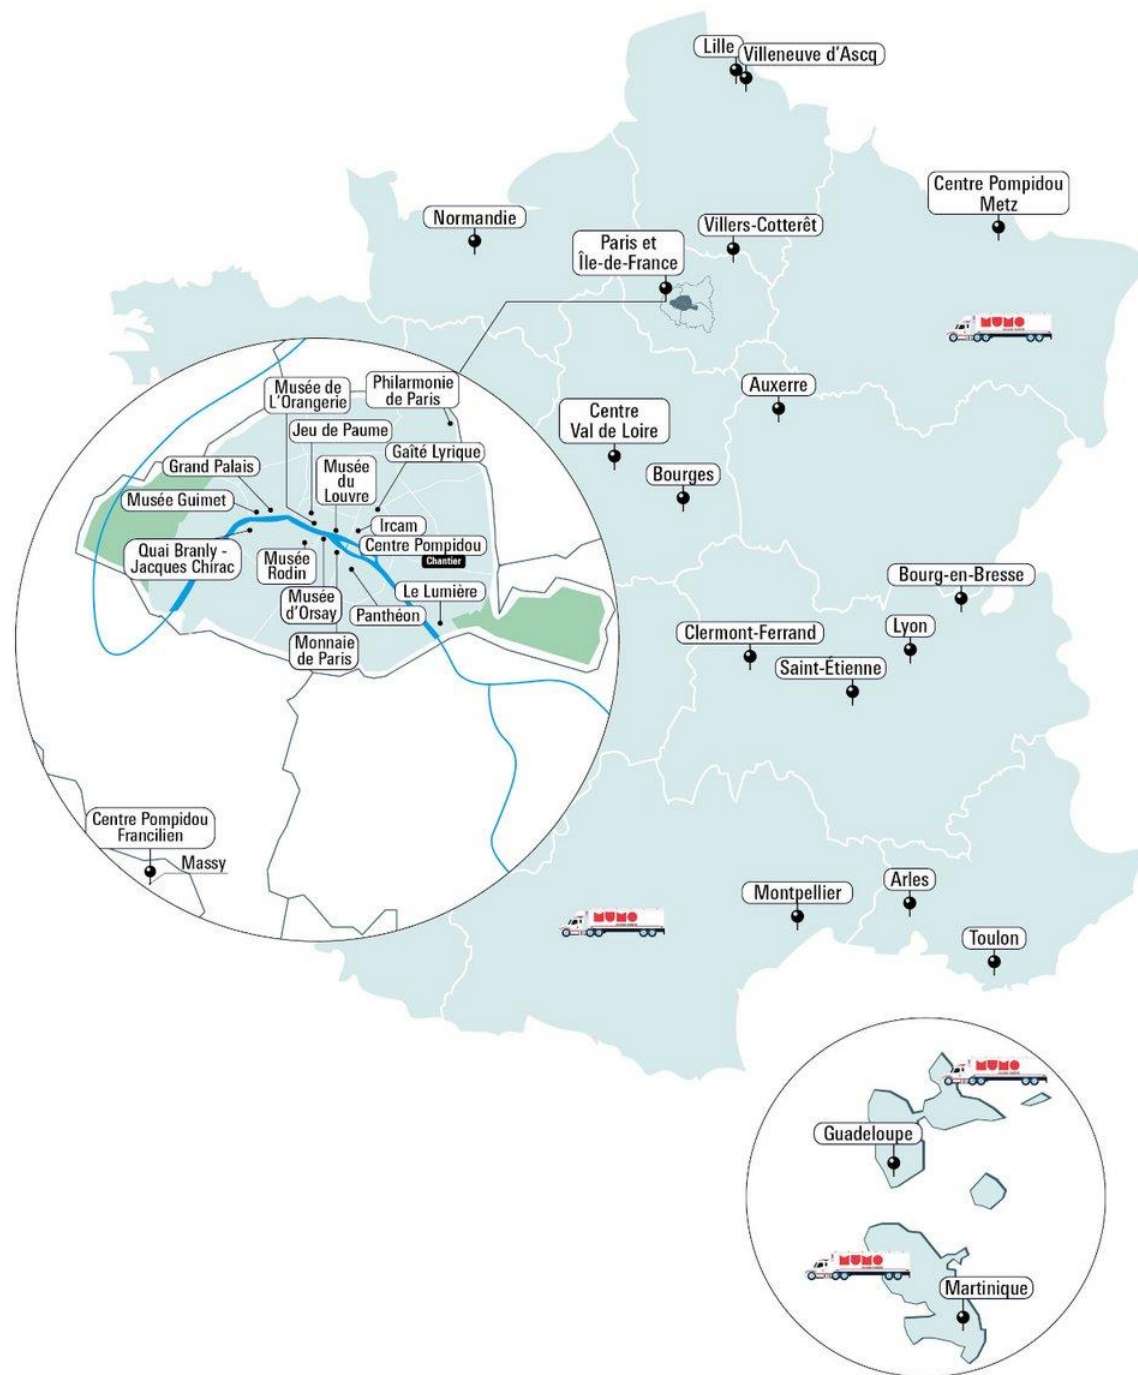 Lille
Villeneuve d'Ascq
Centre Pompidou
Metz
Normandie
Villers-Cotterêt
Paris et
Île-de-France
MUMO
Auxerre
Centre
Val de Loire
Bourges
Musée de
L'Orangerie
Philarmonie
de Paris
Jeu de Paume
Gaîté Lyrique
Grand Palais
Musée
du
Louvre
Musée Guimet
Ircam
Quai Branly -
Jacques Chirac
Musée
Rodin
Centre Pompidou
Chantier
Musée
d'Orsay
Panthéon
Le Lumière
Monnaie
de Paris
Bourg-en-Bresse
Clermont-Ferrand
Lyon
Saint-Étienne
Centre Pompidou
Francilien
Massy
MUMO
Montpellier
Arles
Toulon
MUMO
Guadeloupe
MUMO
Martinique